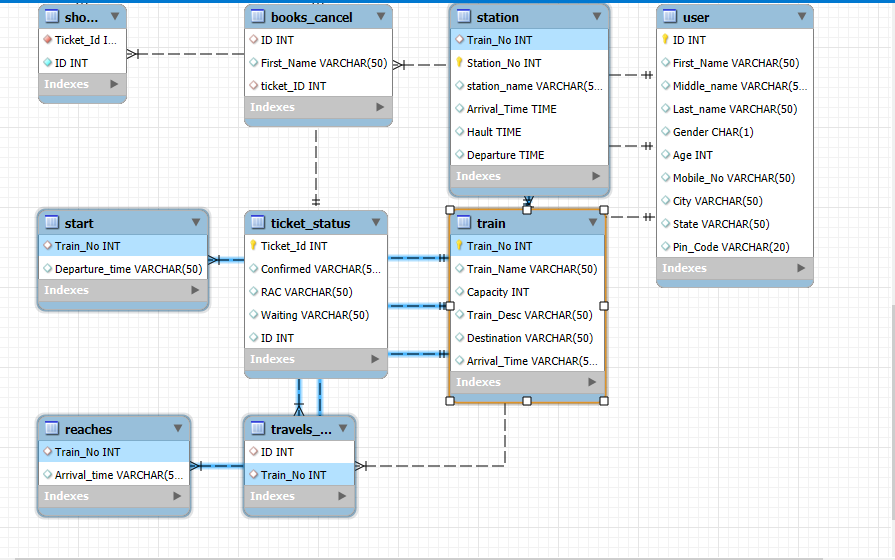 sho...
Ticket_Id I...
ID INT
Indexes
books_cancel
ID INT
First_Name VARCHAR(50)
ticket_ID INT
Indexes
station
Train_No INT
Station_No INT
station_name VARCHAR(5...
Arrival_Time TIME
Hault TIME
Departure TIME
Indexes
user
ID INT
First_Name VARCHAR(50)
Middle_name VARCHAR(5...
Last_name VARCHAR(50)
Gender CHAR(1)
Age INT
Mobile_No VARCHAR(50)
City VARCHAR(50)
State VARCHAR(50)
Pin_Code VARCHAR(20)
Indexes
start
Train_No INT
Departure_time VARCHAR(50)
Indexes
ticket_status
Ticket_Id INT
Confirmed VARCHAR(5...
RAC VARCHAR(50)
Waiting VARCHAR(50)
ID INT
Indexes
train
Train_No INT
Train_Name VARCHAR(50)
Capacity INT
Train_Desc VARCHAR(50)
Destination VARCHAR(50)
Arrival_Time VARCHAR(5...
Indexes
reaches
Train_No INT
Arrival_time VARCHAR(5...
Indexes
travels_...
ID INT
Train_No INT
Indexes